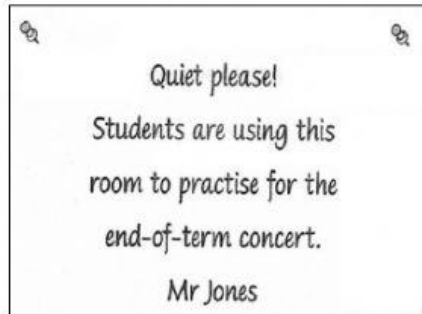 Quiet please!
Students are using this
room to practise for the
end-of-term concert.
Mr Jones